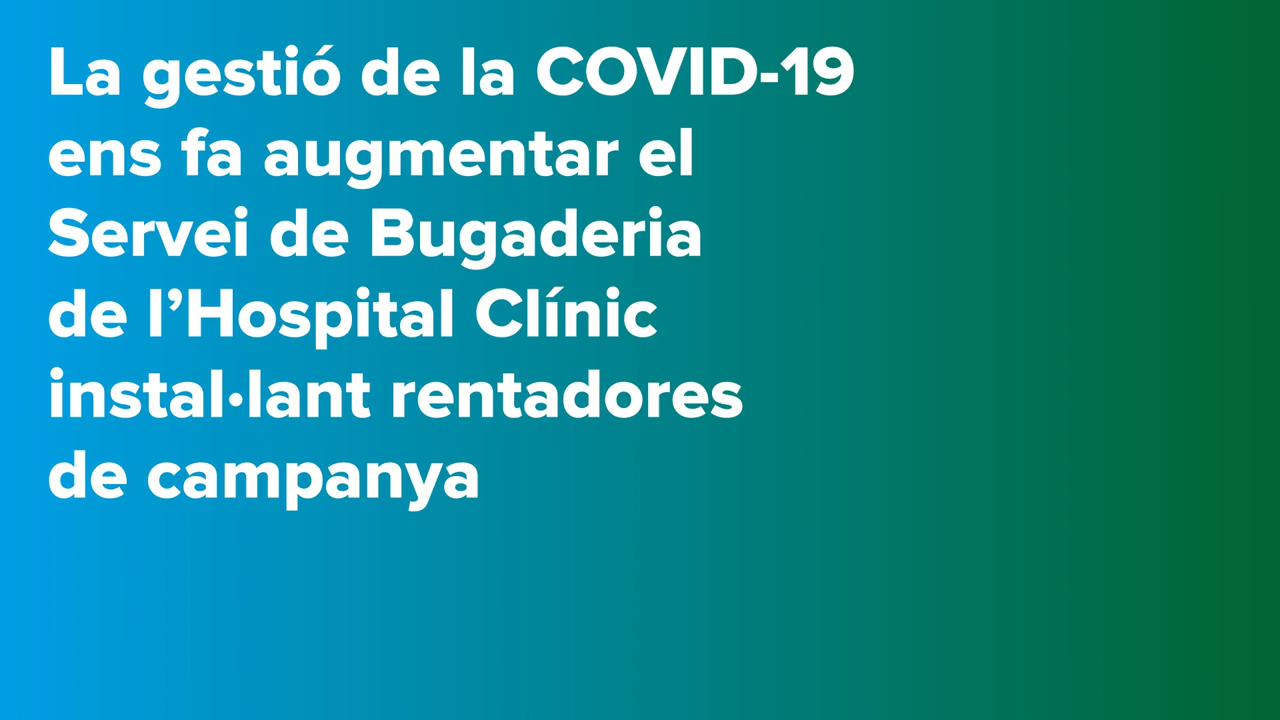 La gestió de la COVID-19
ens fa augmentar el
Servei de Bugaderia
de l’Hospital Clínic
instal·lant rentadores
de campanya